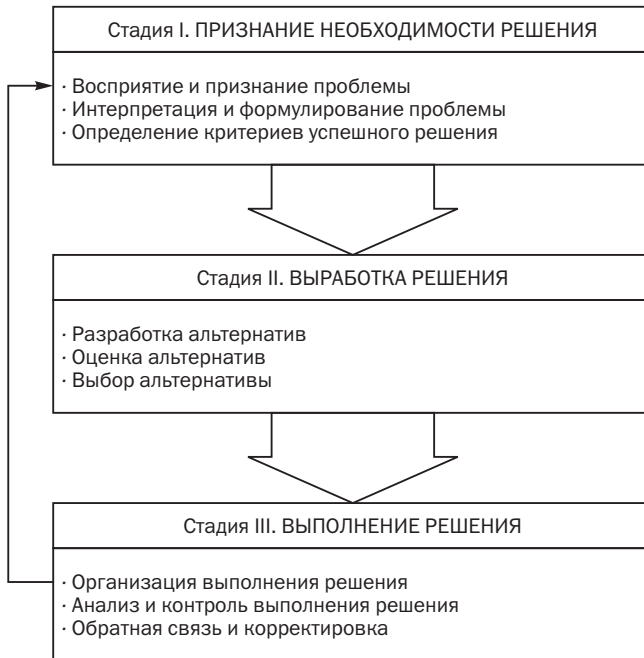 Стадия I. ПРИЗНАНИЕ НЕОБХОДИМОСТИ РЕШЕНИЯ
· Восприятие и признание проблемы
· Интерпретация и формулирование проблемы
· Определение критериев успешного решения
Стадия II. ВЫРАБОТКА РЕШЕНИЯ
· Разработка альтернатив
· Оценка альтернатив
· Выбор альтернативы
Стадия III. ВЫПОЛНЕНИЕ РЕШЕНИЯ
· Организация выполнения решения
· Анализ и контроль выполнения решения
· Обратная связь и корректировка